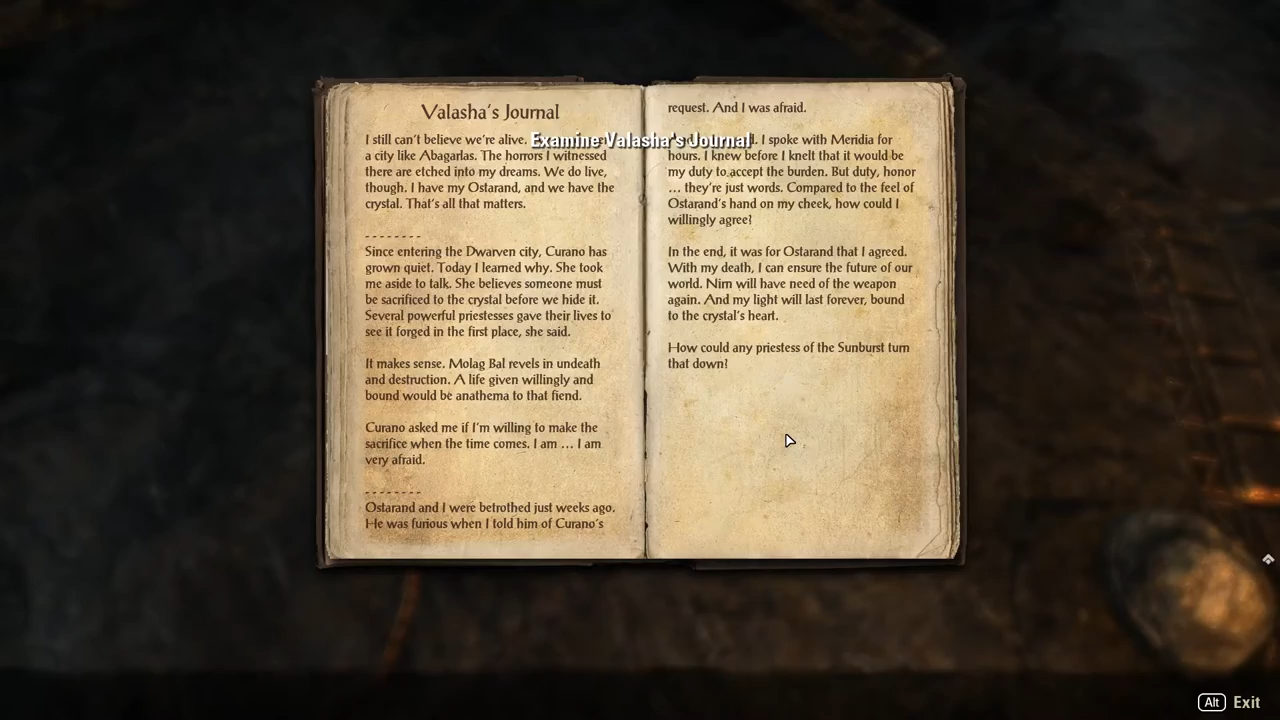 Valasha's Journal
I still can't believe we're alive.
a city like Abagarlas. The horrors I witnessed
there are etched into my dreams. We do live,
though. I have my Ostarand, and we have the
crystal. That's all that matters.
--------
Since entering the Dwarven city, Curano has
grown quiet. Today I learned why. She took
me aside to talk. She believes someone must
be sacrificed to the crystal before we hide it.
Several powerful priestesses gave their lives to
see it forged in the first place, she said.
It makes sense. Molag Bal revels in undeath
and destruction. A life given willingly and
bound would be anathema to that fiend.
Curano asked me if I'm willing to make the
sacrifice when the time comes. I am ... I am
very afraid.
--------
Ostarand and I were betrothed just weeks ago.
He was furious when I told him of Curano's
request. And I was afraid.
I spoke with Meridia for
hours. I knew before I knelt that it would be
my duty to accept the burden. But duty, honor
... they're just words. Compared to the feel of
Ostarand's hand on my cheek, how could I
willingly agree?
In the end, it was for Ostarand that I agreed.
With my death, I can ensure the future of our
world. Nirn will have need of the weapon
again. And my light will last forever, bound
to the crystal's heart.
How could any priestess of the Sunburst turn
that down?
Examine Valasha's Journal
Alt Exit